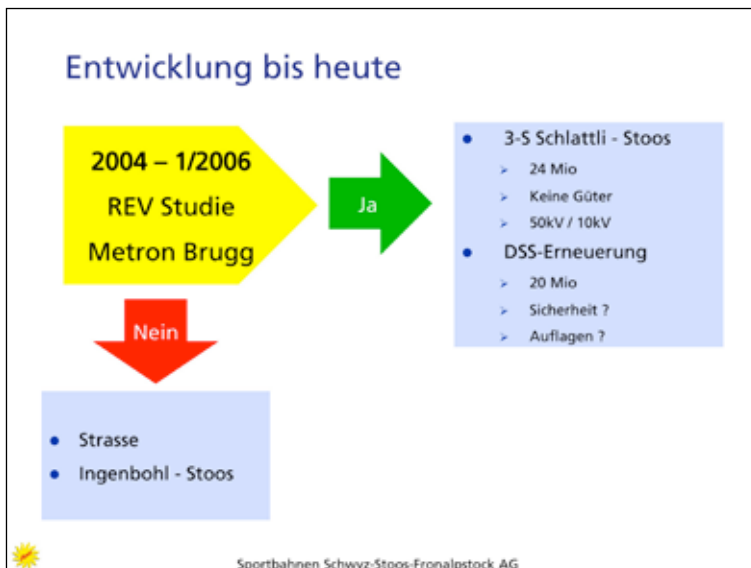 Entwicklung bis heute
2004 – 1/2006
REV Studie
Metron Brugg
Ja
3-S Schlattli - Stoos
24 Mio
Keine Güter
50kV / 10kV
DSS-Erneuerung
20 Mio
Sicherheit ?
Auflagen ?
Nein
Strasse
Ingenbohl - Stoos
Sportbahnen Schwyz-Stoos-Fronalpstock AG